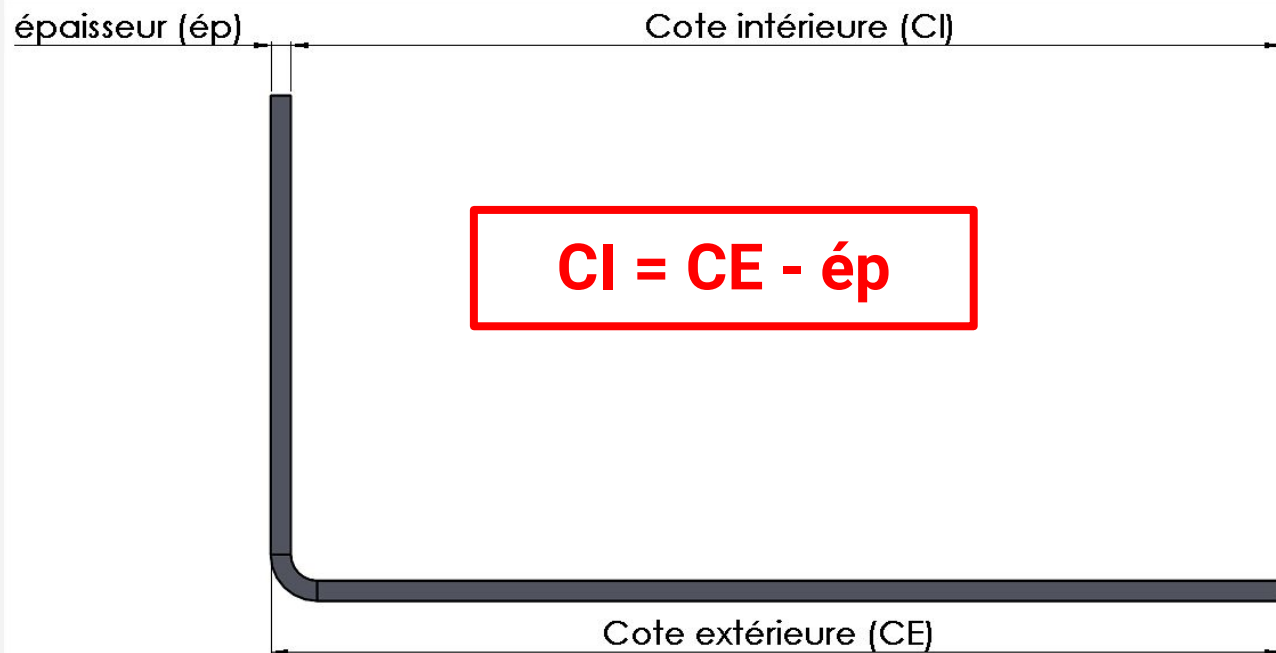 épaisseur (ép)
Cote intérieure (CI)
CI = CE - ép
Cote extérieure (CE)